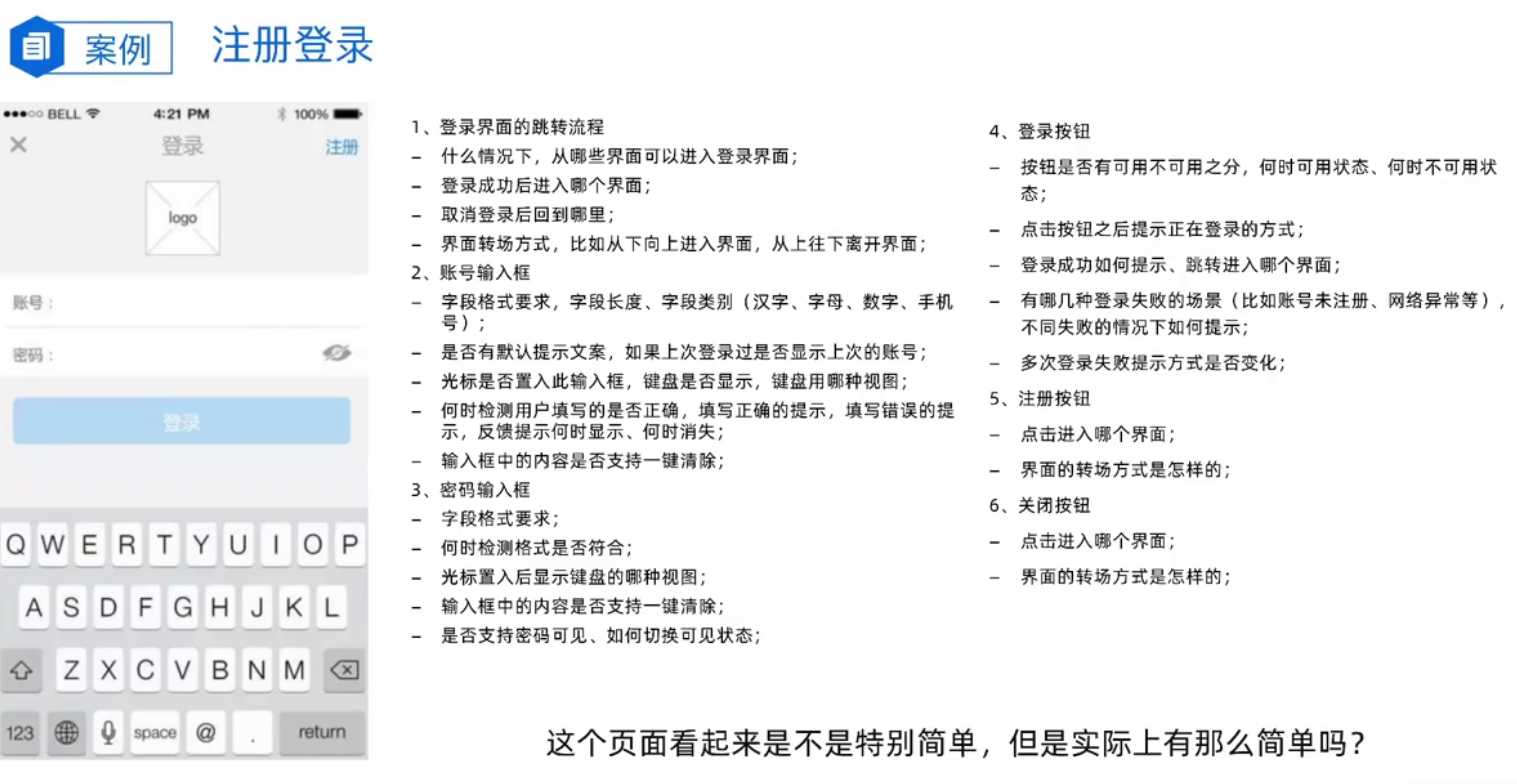 案例
注册登录
BELL
4:21 PM
100%
登录
注册
logo
账号：
密码：
登录
Q W E R T Y U I O P
A S D F G H J K L
Z X C V B N M
123 space @ . return
1、登录界面的跳转流程
– 什么情况下，从哪些界面可以进入登录界面；
– 登录成功后进入哪个界面；
– 取消登录后回到哪里；
– 界面转场方式，比如从下向上进入界面，从上往下离开界面；
2、账号输入框
– 字段格式要求，字段长度、字段类别（汉字、字母、数字、手机
号）；
– 是否有默认提示文案，如果上次登录过是否显示上次的账号；
– 光标是否置入此输入框，键盘是否显示，键盘用哪种视图；
– 何时检测用户填写的是否正确，填写正确的提示，填写错误的提
示，反馈提示何时显示、何时消失；
– 输入框中的内容是否支持一键清除；
3、密码输入框
– 字段格式要求；
– 何时检测格式是否符合；
– 光标置入后显示键盘的哪种视图；
– 输入框中的内容是否支持一键清除；
– 是否支持密码可见、如何切换可见状态；
4、登录按钮
– 按钮是否有可用不可用之分，何时可用状态、何时不可用状
态；
– 点击按钮之后提示正在登录的方式；
– 登录成功如何提示、跳转进入哪个界面；
– 有哪几种登录失败的场景（比如账号未注册、网络异常等），
不同失败的情况下如何提示；
– 多次登录失败提示方式是否变化；
5、注册按钮
– 点击进入哪个界面；
– 界面的转场方式是怎样的；
6、关闭按钮
– 点击进入哪个界面；
– 界面的转场方式是怎样的；
这个页面看起来是不是特别简单，但是实际上有那么简单吗？